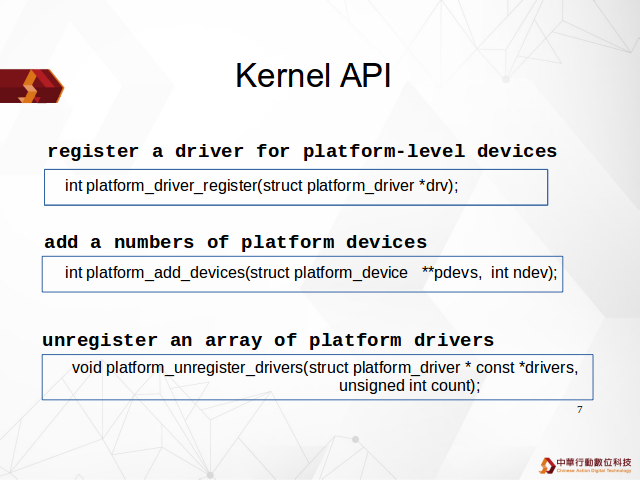 Kernel API
register a driver for platform-level devices
int platform_driver_register(struct platform_driver *drv);
add a numbers of platform devices
int platform_add_devices(struct platform_device **pdevs, int ndev);
unregister an array of platform drivers
void platform_unregister_drivers(struct platform_driver * const *drivers,
unsigned int count);
7
中華行動數位科技
Chinese Action Digital Technology